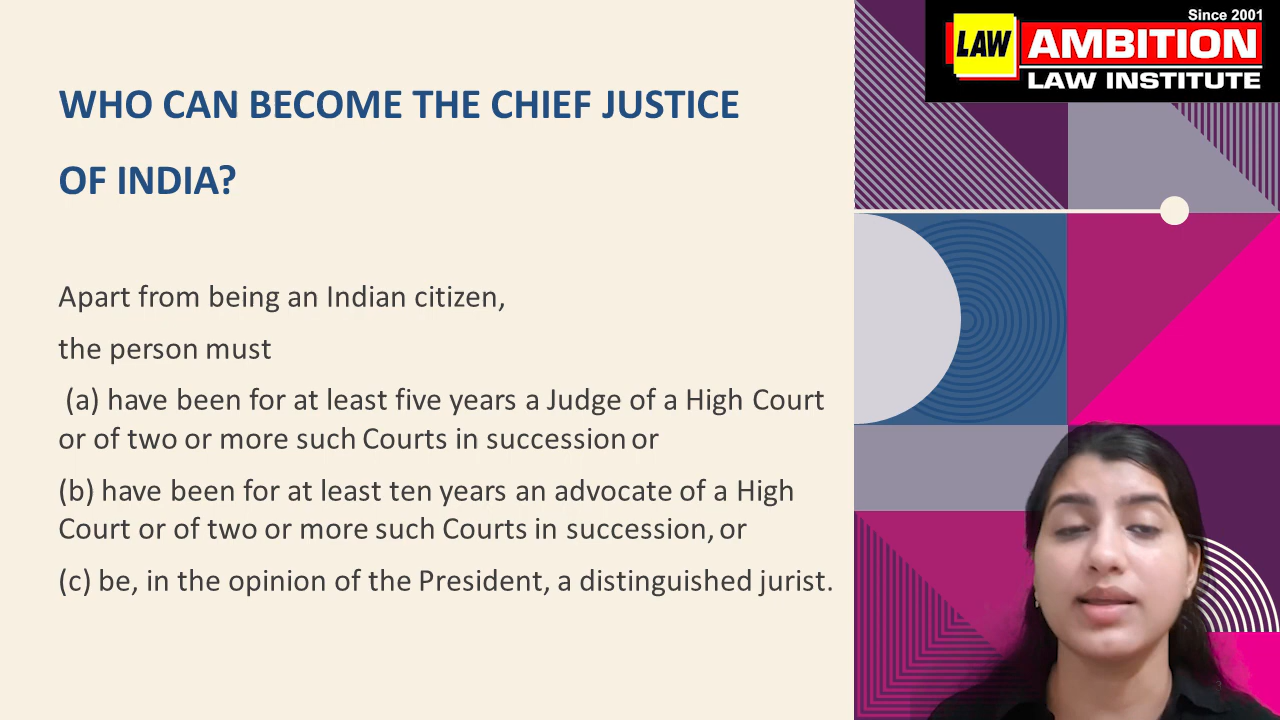 Since 2001
LAW AMBITION
LAW INSTITUTE
WHO CAN BECOME THE CHIEF JUSTICE
OF INDIA?
Apart from being an Indian citizen,
the person must
(a) have been for at least five years a Judge of a High Court
or of two or more such Courts in succession or
(b) have been for at least ten years an advocate of a High
Court or of two or more such Courts in succession, or
(c) be, in the opinion of the President, a distinguished jurist.